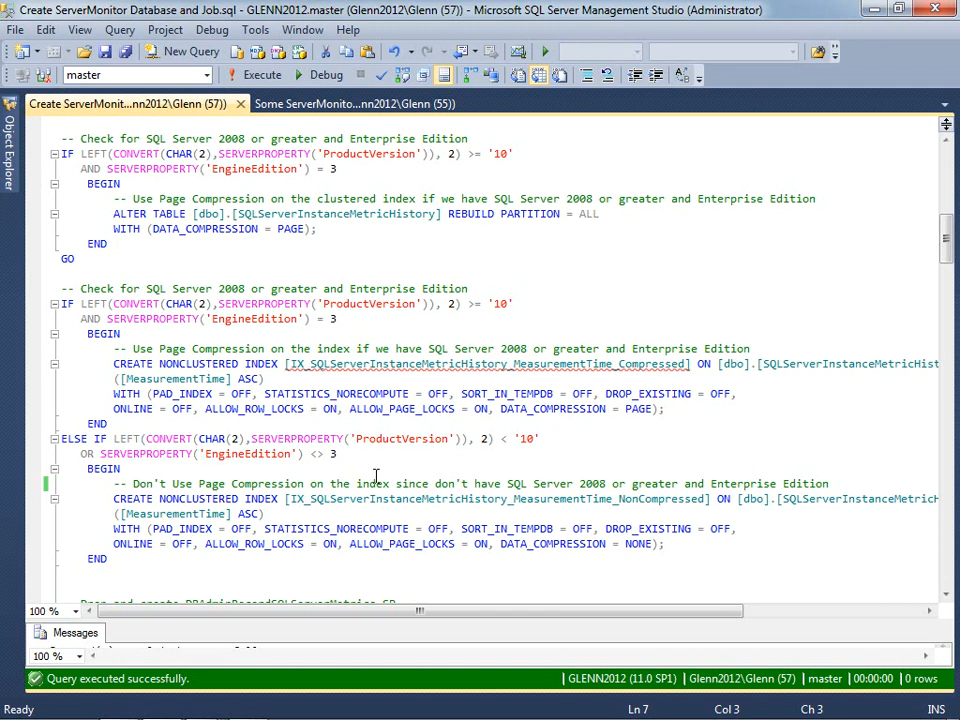 Create ServerMonitor Database and Job.sql - GLENN2012.master (Glenn2012\Glenn (57)) - Microsoft SQL Server Management Studio (Administrator)
File Edit View Query Project Debug Tools Window Help
New Query
master Execute Debug
Create ServerMonit...nn2012\Glenn (57)) Some ServerMonito...nn2012\Glenn (55))
Object Explorer
-- Check for SQL Server 2008 or greater and Enterprise Edition
IF LEFT(CONVERT(CHAR(2),SERVERPROPERTY('ProductVersion')), 2) >= '10'
AND SERVERPROPERTY('EngineEdition') = 3
BEGIN
-- Use Page Compression on the clustered index if we have SQL Server 2008 or greater and Enterprise Edition
ALTER TABLE [dbo].[SQLServerInstanceMetricHistory] REBUILD PARTITION = ALL
WITH (DATA_COMPRESSION = PAGE);
END
GO
-- Check for SQL Server 2008 or greater and Enterprise Edition
IF LEFT(CONVERT(CHAR(2),SERVERPROPERTY('ProductVersion')), 2) >= '10'
AND SERVERPROPERTY('EngineEdition') = 3
BEGIN
-- Use Page Compression on the index if we have SQL Server 2008 or greater and Enterprise Edition
CREATE NONCLUSTERED INDEX [IX_SQLServerInstanceMetricHistory_MeasurementTime_Compressed] ON [dbo].[SQLServerInstanceMetricHist
([MeasurementTime] ASC)
WITH (PAD_INDEX = OFF, STATISTICS_NORECOMPUTE = OFF, SORT_IN_TEMPDB = OFF, DROP_EXISTING = OFF,
ONLINE = OFF, ALLOW_ROW_LOCKS = ON, ALLOW_PAGE_LOCKS = ON, DATA_COMPRESSION = PAGE);
END
ELSE IF LEFT(CONVERT(CHAR(2),SERVERPROPERTY('ProductVersion')), 2) < '10'
OR SERVERPROPERTY('EngineEdition') <> 3
BEGIN
-- Don't Use Page Compression on the index since don't have SQL Server 2008 or greater and Enterprise Edition
CREATE NONCLUSTERED INDEX [IX_SQLServerInstanceMetricHistory_MeasurementTime_NonCompressed] ON [dbo].[SQLServerInstanceMetricH
([MeasurementTime] ASC)
WITH (PAD_INDEX = OFF, STATISTICS_NORECOMPUTE = OFF, SORT_IN_TEMPDB = OFF, DROP_EXISTING = OFF,
ONLINE = OFF, ALLOW_ROW_LOCKS = ON, ALLOW_PAGE_LOCKS = ON, DATA_COMPRESSION = NONE);
END
100 %
Messages
100 %
Query executed successfully. GLENN2012 (11.0 SP1) Glenn2012\Glenn (57) master 00:00:00 0 rows
Ready Ln 7 Col 3 Ch 3 INS